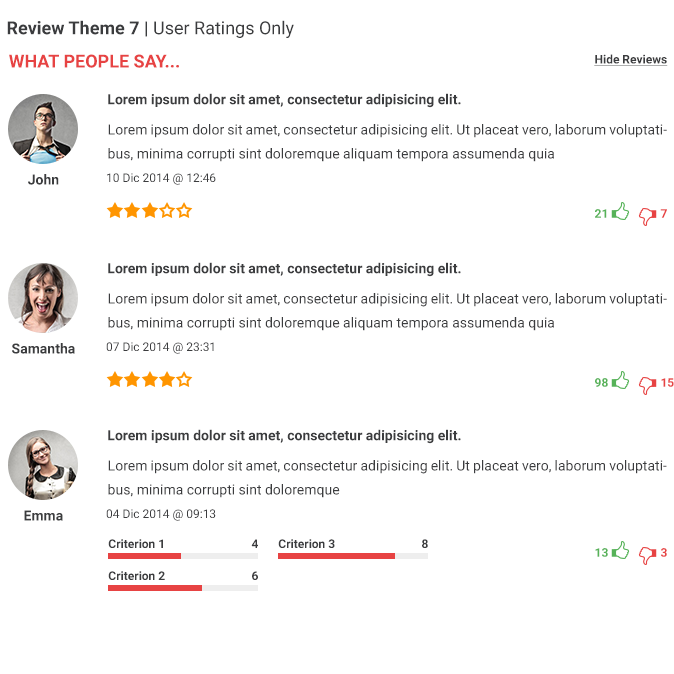 Review Theme 7 | User Ratings Only
WHAT PEOPLE SAY...
Hide Reviews
Lorem ipsum dolor sit amet, consectetur adipisicing elit.
Lorem ipsum dolor sit amet, consectetur adipisicing elit. Ut placeat vero, laborum voluptati-
bus, minima corrupti sint doloremque aliquam tempora assumenda quia
John
10 Dic 2014 @ 12:46
21
7
Lorem ipsum dolor sit amet, consectetur adipisicing elit.
Lorem ipsum dolor sit amet, consectetur adipisicing elit. Ut placeat vero, laborum voluptati-
bus, minima corrupti sint doloremque aliquam tempora assumenda quia
Samantha
07 Dic 2014 @ 23:31
98
15
Lorem ipsum dolor sit amet, consectetur adipisicing elit.
Lorem ipsum dolor sit amet, consectetur adipisicing elit. Ut placeat vero, laborum voluptati-
bus, minima corrupti sint doloremque
Emma
04 Dic 2014 @ 09:13
Criterion 1 4
Criterion 3 8
13
3
Criterion 2 6